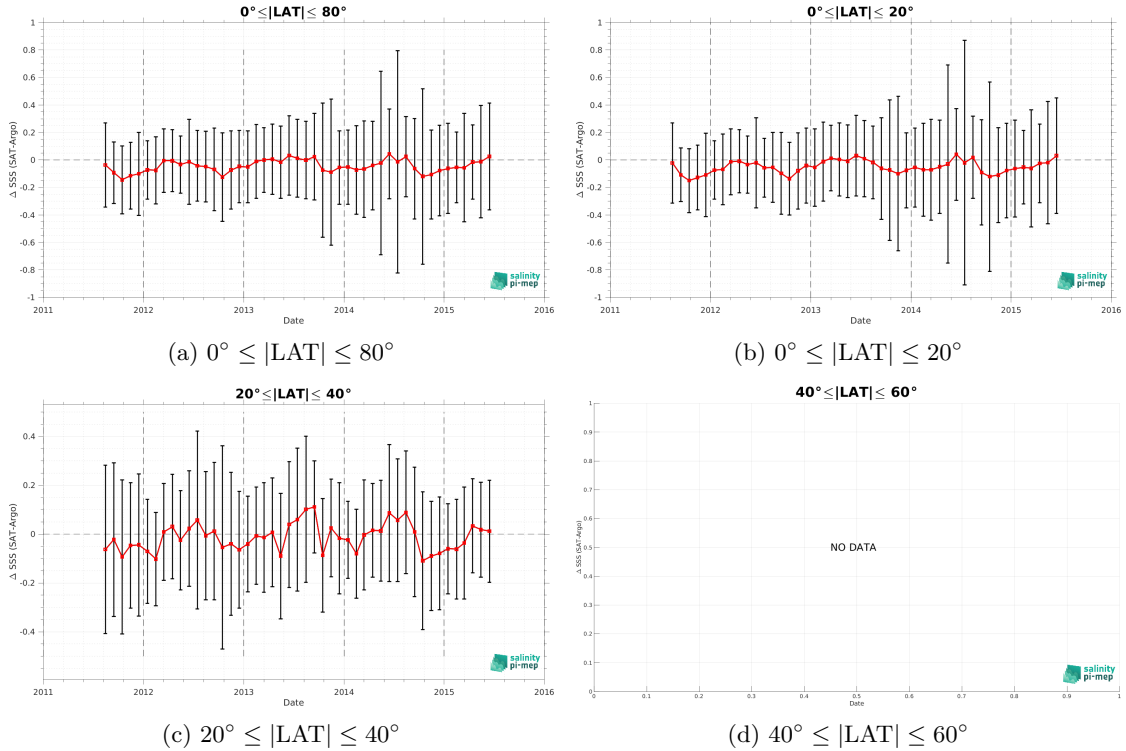 0°≤|LAT|≤ 80°
1
0.8
0.6
0.4
0.2
0
-0.2
-0.4
-0.6
-0.8
-1
Δ SSS (SAT-Argo)
2011 2012 2013 2014 2015 2016
Date
salinity
pi-mep
(a) 0° ≤ |LAT| ≤ 80°
0°≤|LAT|≤ 20°
1
0.8
0.6
0.4
0.2
0
-0.2
-0.4
-0.6
-0.8
-1
Δ SSS (SAT-Argo)
2011 2012 2013 2014 2015 2016
Date
salinity
pi-mep
(b) 0° ≤ |LAT| ≤ 20°
20°≤|LAT|≤ 40°
0.4
0.2
0
-0.2
-0.4
Δ SSS (SAT-Argo)
2011 2012 2013 2014 2015 2016
Date
salinity
pi-mep
(c) 20° ≤ |LAT| ≤ 40°
40°≤|LAT|≤ 60°
1
0.9
0.8
0.7
0.6
0.5
0.4
0.3
0.2
0.1
0
Δ SSS (SAT-Argo)
NO DATA
0 0.1 0.2 0.3 0.4 0.5 0.6 0.7 0.8 0.9 1
Date
salinity
pi-mep
(d) 40° ≤ |LAT| ≤ 60°